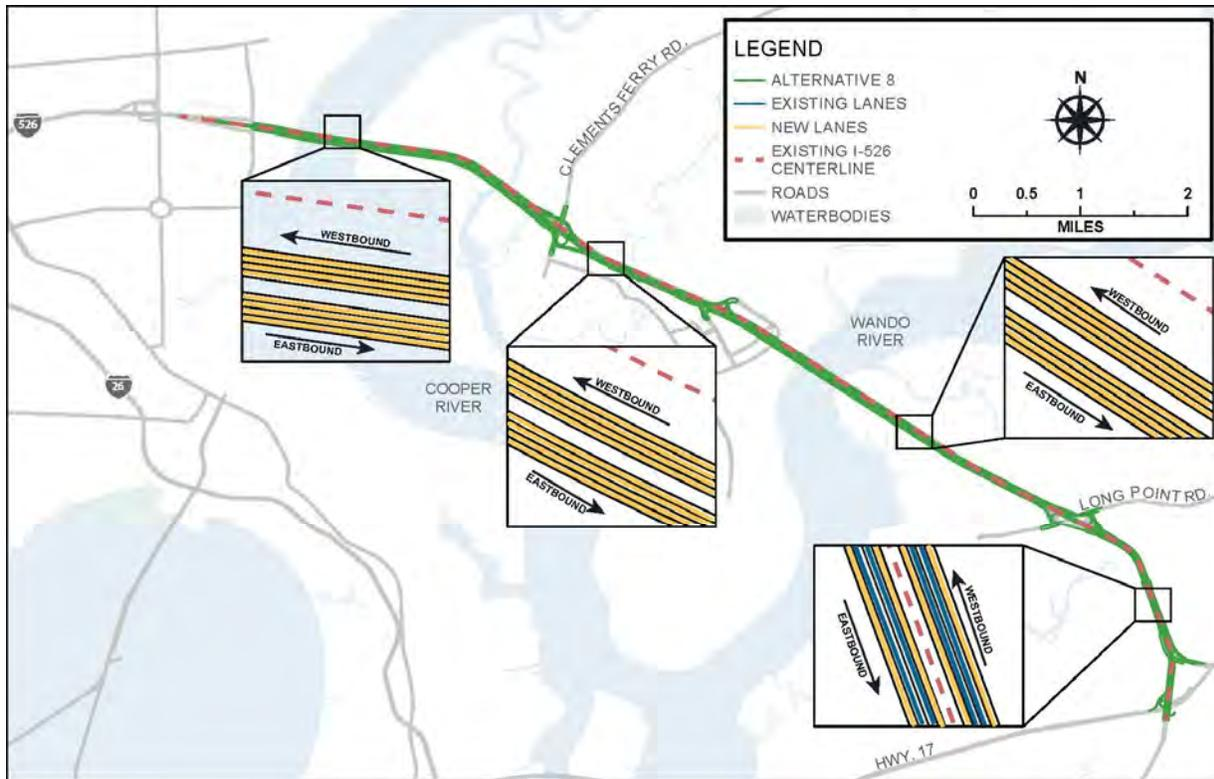 LEGEND
ALTERNATIVE 8
EXISTING LANES
NEW LANES
EXISTING I-526
CENTERLINE
ROADS
WATERBODIES
N
0 0.5 1 2
MILES
526
CLEMENTS FERRY RD.
WESTBOUND
EASTBOUND
26
COOPER
RIVER
WESTBOUND
EASTBOUND
WANDO
RIVER
WESTBOUND
EASTBOUND
LONG POINT RD.
EASTBOUND
WESTBOUND
HWY. 17